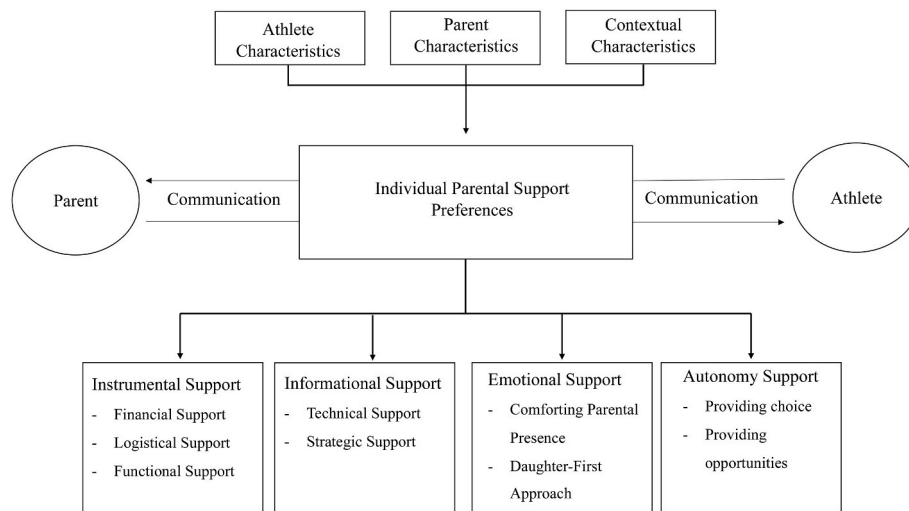 Athlete
Characteristics
Parent
Characteristics
Contextual
Characteristics
Parent
Communication
Individual Parental Support
Preferences
Communication
Athlete
Instrumental Support
- Financial Support
- Logistical Support
- Functional Support
Informational Support
- Technical Support
- Strategic Support
Emotional Support
- Comforting Parental
Presence
- Daughter-First
Approach
Autonomy Support
- Providing choice
- Providing
opportunities